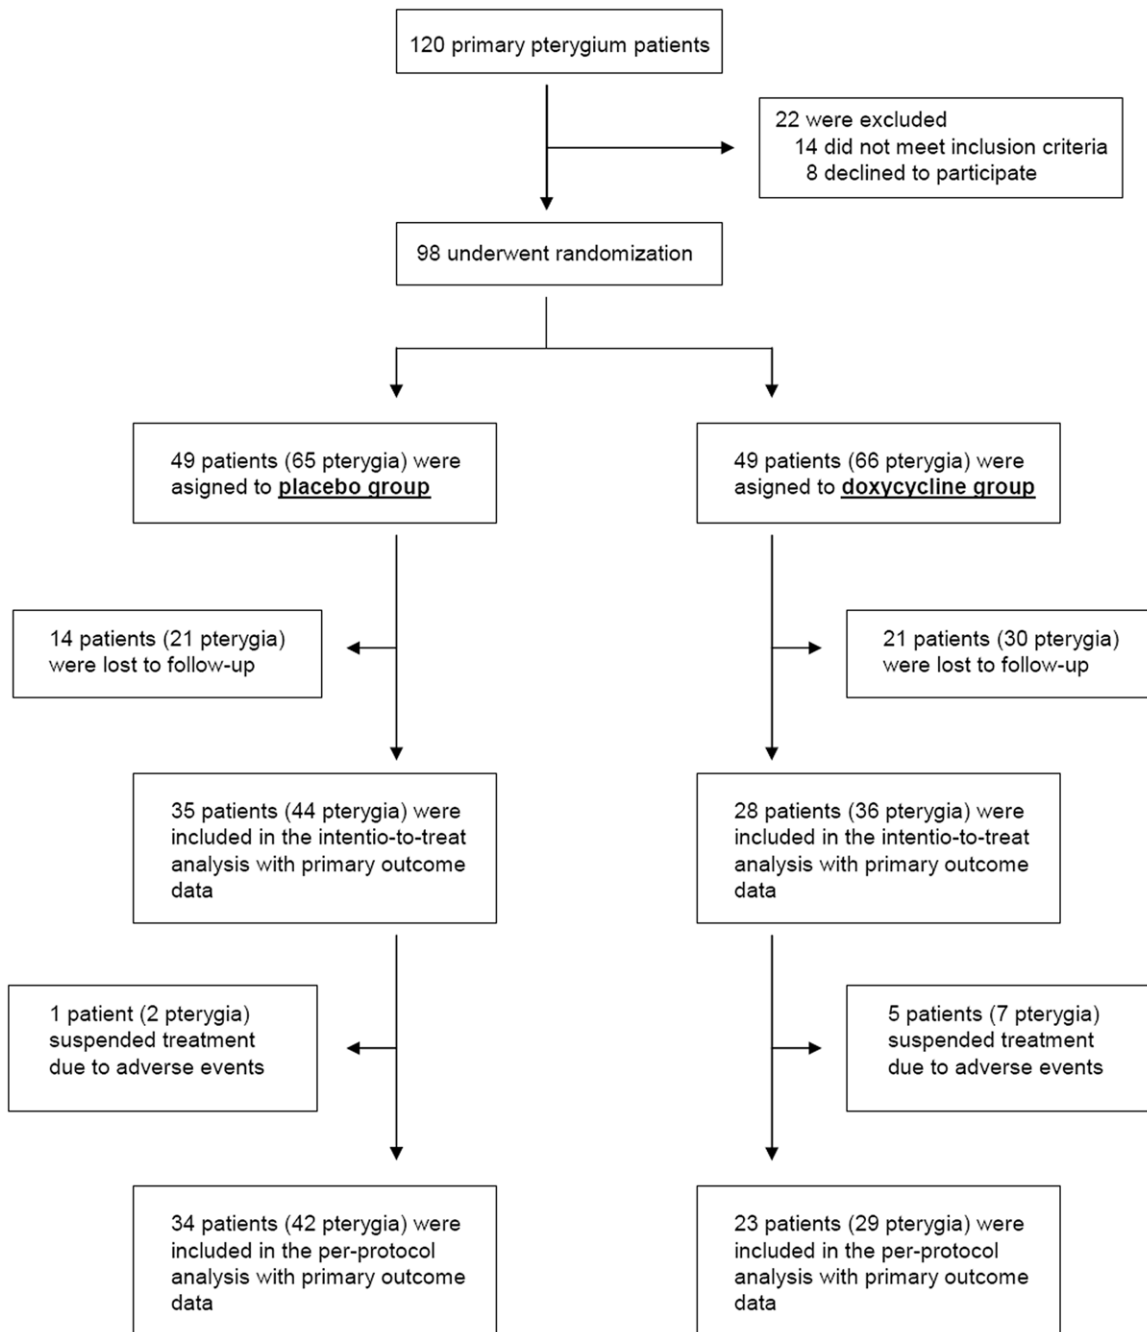 120 primary pterygium patients
22 were excluded
14 did not meet inclusion criteria
8 declined to participate
98 underwent randomization
49 patients (65 pterygia) were
asigned to placebo group
49 patients (66 pterygia) were
asigned to doxycycline group
14 patients (21 pterygia)
were lost to follow-up
21 patients (30 pterygia)
were lost to follow-up
35 patients (44 pterygia) were
included in the intentio-to-treat
analysis with primary outcome
data
28 patients (36 pterygia) were
included in the intentio-to-treat
analysis with primary outcome
data
1 patient (2 pterygia)
suspended treatment
due to adverse events
5 patients (7 pterygia)
suspended treatment
due to adverse events
34 patients (42 pterygia) were
included in the per-protocol
analysis with primary outcome
data
23 patients (29 pterygia) were
included in the per-protocol
analysis with primary outcome
data